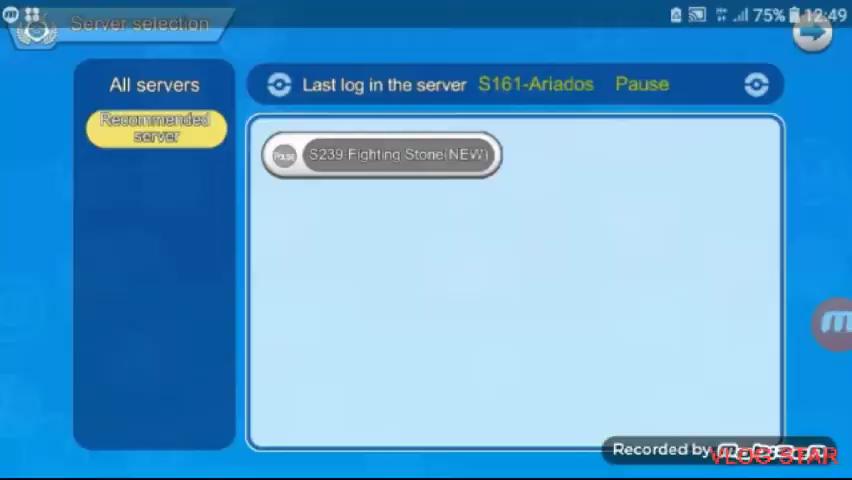 75% 12:49
Server selection
All servers
Last log in the server S161-Ariados Pause
Recommended
server
Pause S239-Fighting Stone(NEW)
Recorded by
VLOG STAR